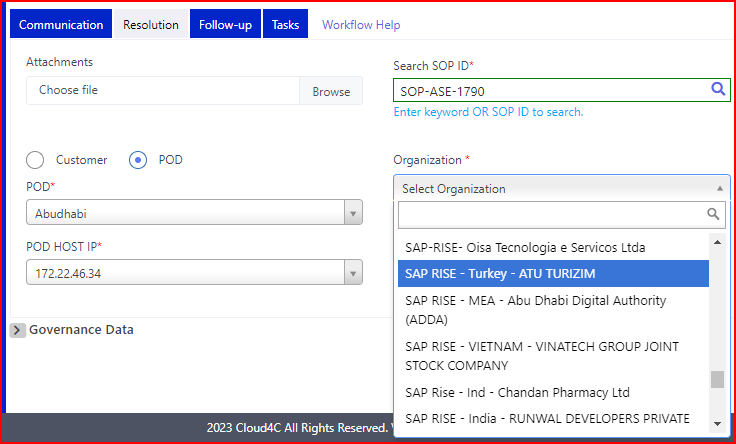 Communication
Resolution
Follow-up
Tasks
Workflow Help
Attachments
Choose file
Browse
Search SOP ID*
SOP-ASE-1790
Enter keyword OR SOP ID to search.
Customer
POD
POD*
Abudhabi
POD HOST IP*
172.22.46.34
Organization *
Select Organization
SAP-RISE- Oisa Tecnologia e Servicos Ltda
SAP RISE - Turkey - ATU TURIZIM
SAP RISE - MEA - Abu Dhabi Digital Authority
(ADDA)
SAP RISE - VIETNAM - VINATECH GROUP JOINT
STOCK COMPANY
SAP Rise - Ind - Chandan Pharmacy Ltd
SAP RISE - India - RUNWAL DEVELOPERS PRIVATE
Governance Data
2023 Cloud4C All Rights Reserved.